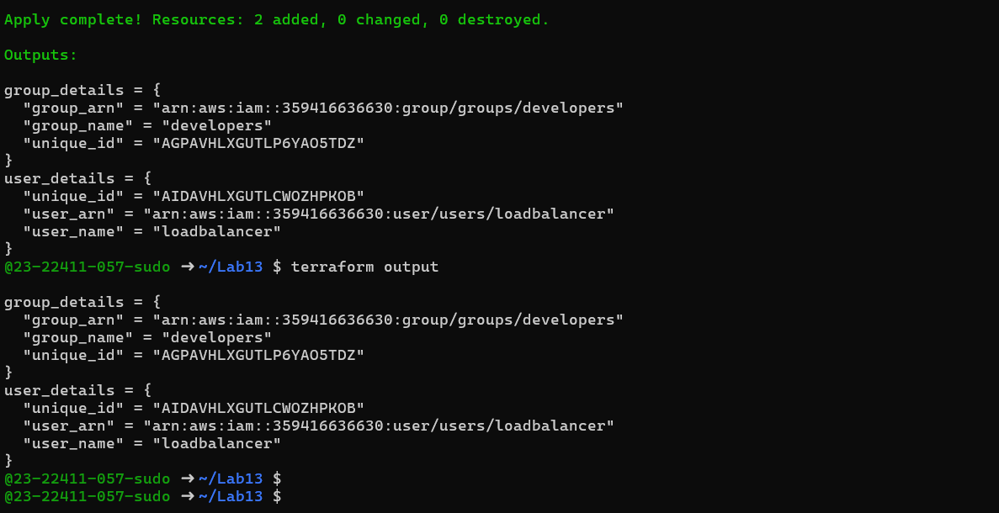 Apply complete! Resources: 2 added, 0 changed, 0 destroyed.
Outputs:
group_details = {
  "group_arn" = "arn:aws:iam::359416636630:group/groups/developers"
  "group_name" = "developers"
  "unique_id" = "AGPAVHLXGUTLP6YAO5TDZ"
}
user_details = {
  "unique_id" = "AIDAVHLXGUTLCWOZHPKOB"
  "user_arn" = "arn:aws:iam::359416636630:user/users/loadbalancer"
  "user_name" = "loadbalancer"
}
@23-22411-057-sudo ➜ ~/Lab13 $ terraform output
group_details = {
  "group_arn" = "arn:aws:iam::359416636630:group/groups/developers"
  "group_name" = "developers"
  "unique_id" = "AGPAVHLXGUTLP6YAO5TDZ"
}
user_details = {
  "unique_id" = "AIDAVHLXGUTLCWOZHPKOB"
  "user_arn" = "arn:aws:iam::359416636630:user/users/loadbalancer"
  "user_name" = "loadbalancer"
}
@23-22411-057-sudo ➜ ~/Lab13 $
@23-22411-057-sudo ➜ ~/Lab13 $